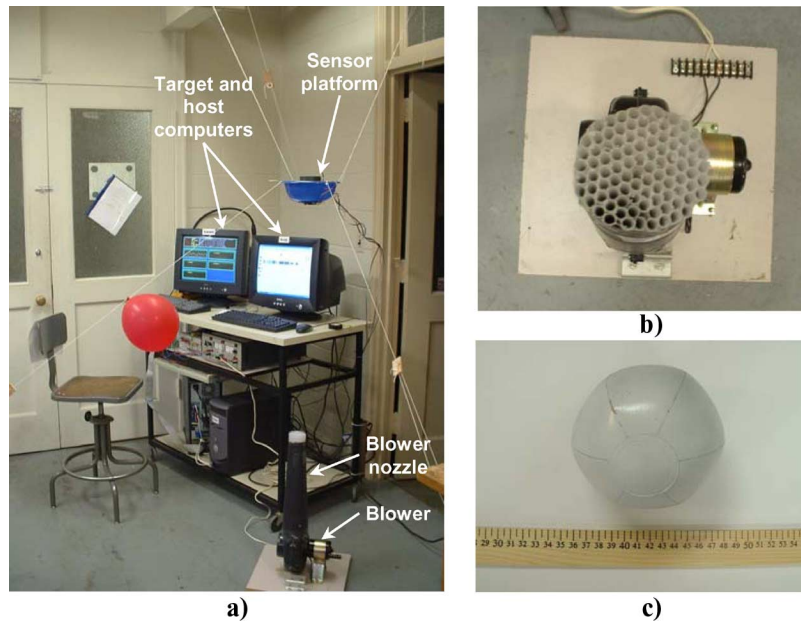 Sensor
platform
Target and
host
computers
Blower
nozzle
Blower
a)
b)
29 30 31 32 33 34 35 36 37 38 39 40 41 42 43 44 45 46 47 48 49 50 51 52 53 54
c)